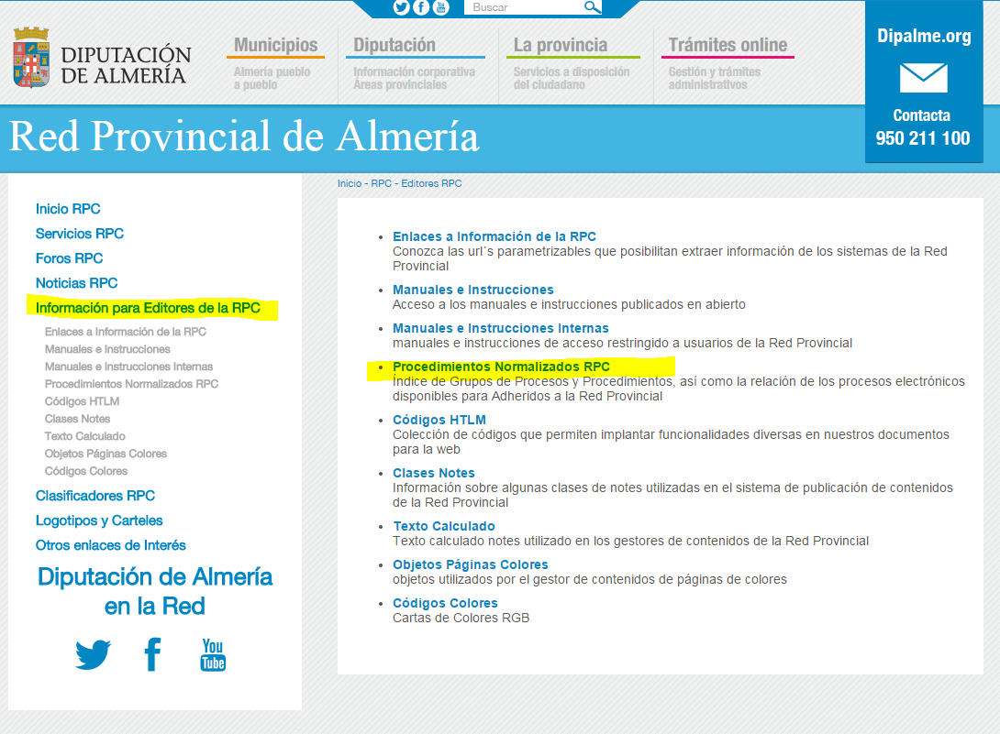 Buscar
DIPUTACIÓN
DE ALMERÍA
Municipios
Almería pueblo
a pueblo
Diputación
Información corporativa
Áreas provinciales
La provincia
Servicios a disposición
del ciudadano
Trámites online
Gestión y trámites
administrativos
Dipalme.org
Contacta
950 211 100
Red Provincial de Almería
Inicio RPC
Servicios RPC
Foros RPC
Noticias RPC
Información para Editores de la RPC
Enlaces a Información de la RPC
Manuales e Instrucciones
Manuales e Instrucciones Internas
Procedimientos Normalizados RPC
Códigos HTLM
Clases Notes
Texto Calculado
Objetos Páginas Colores
Códigos Colores
Clasificadores RPC
Logotipos y Carteles
Otros enlaces de Interés
Diputación de Almería
en la Red
You
Tube
Inicio - RPC - Editores RPC
• Enlaces a Información de la RPC
Conozca las url´s parametrizables que posibilitan extraer información de los sistemas de la Red
Provincial
• Manuales e Instrucciones
Acceso a los manuales e instrucciones publicados en abierto
• Manuales e Instrucciones Internas
manuales e instrucciones de acceso restringido a usuarios de la Red Provincial
• Procedimientos Normalizados RPC
Índice de Grupos de Procesos y Procedimientos, así como la relación de los procesos electrónicos
disponibles para Adheridos a la Red Provincial
• Códigos HTLM
Colección de códigos que permiten implantar funcionalidades diversas en nuestros documentos
para la web
• Clases Notes
Información sobre algunas clases de notes utilizadas en el sistema de publicación de contenidos
de la Red Provincial
• Texto Calculado
Texto calculado notes utilizado en los gestores de contenidos de la Red Provincial
• Objetos Páginas Colores
objetos utilizados por el gestor de contenidos de páginas de colores
• Códigos Colores
Cartas de Colores RGB